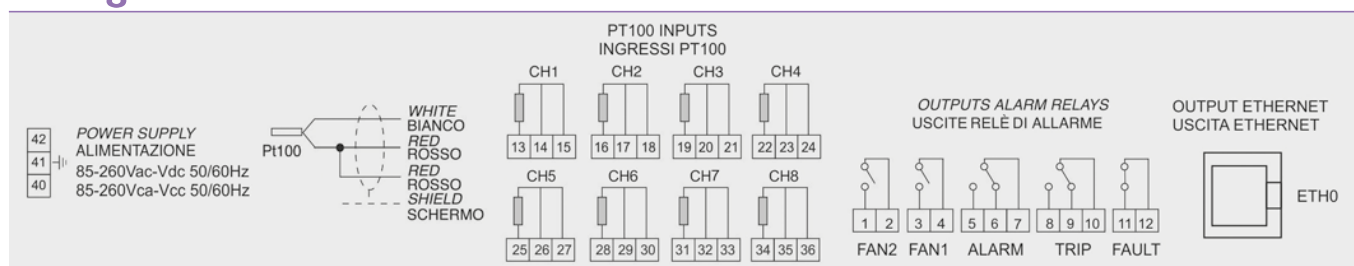 42
41
40
POWER SUPPLY
ALIMENTAZIONE
85-260Vac-Vdc 50/60Hz
85-260Vca-Vcc 50/60Hz
Pt100
WHITE
BIANCO
RED
ROSSO
RED
ROSSO
SHIELD
SCHERMO
PT100 INPUTS
INGRESSI PT100
CH1 CH2 CH3 CH4
13 14 15 16 17 18 19 20 21 22 23 24
CH5 CH6 CH7 CH8
25 26 27 28 29 30 31 32 33 34 35 36
OUTPUTS ALARM RELAYS
USCITE RELÈ DI ALLARME
1 2 3 4 5 6 7 8 9 10 11 12
FAN2 FAN1 ALARM TRIP FAULT
OUTPUT ETHERNET
USCITA ETHERNET
ETH0